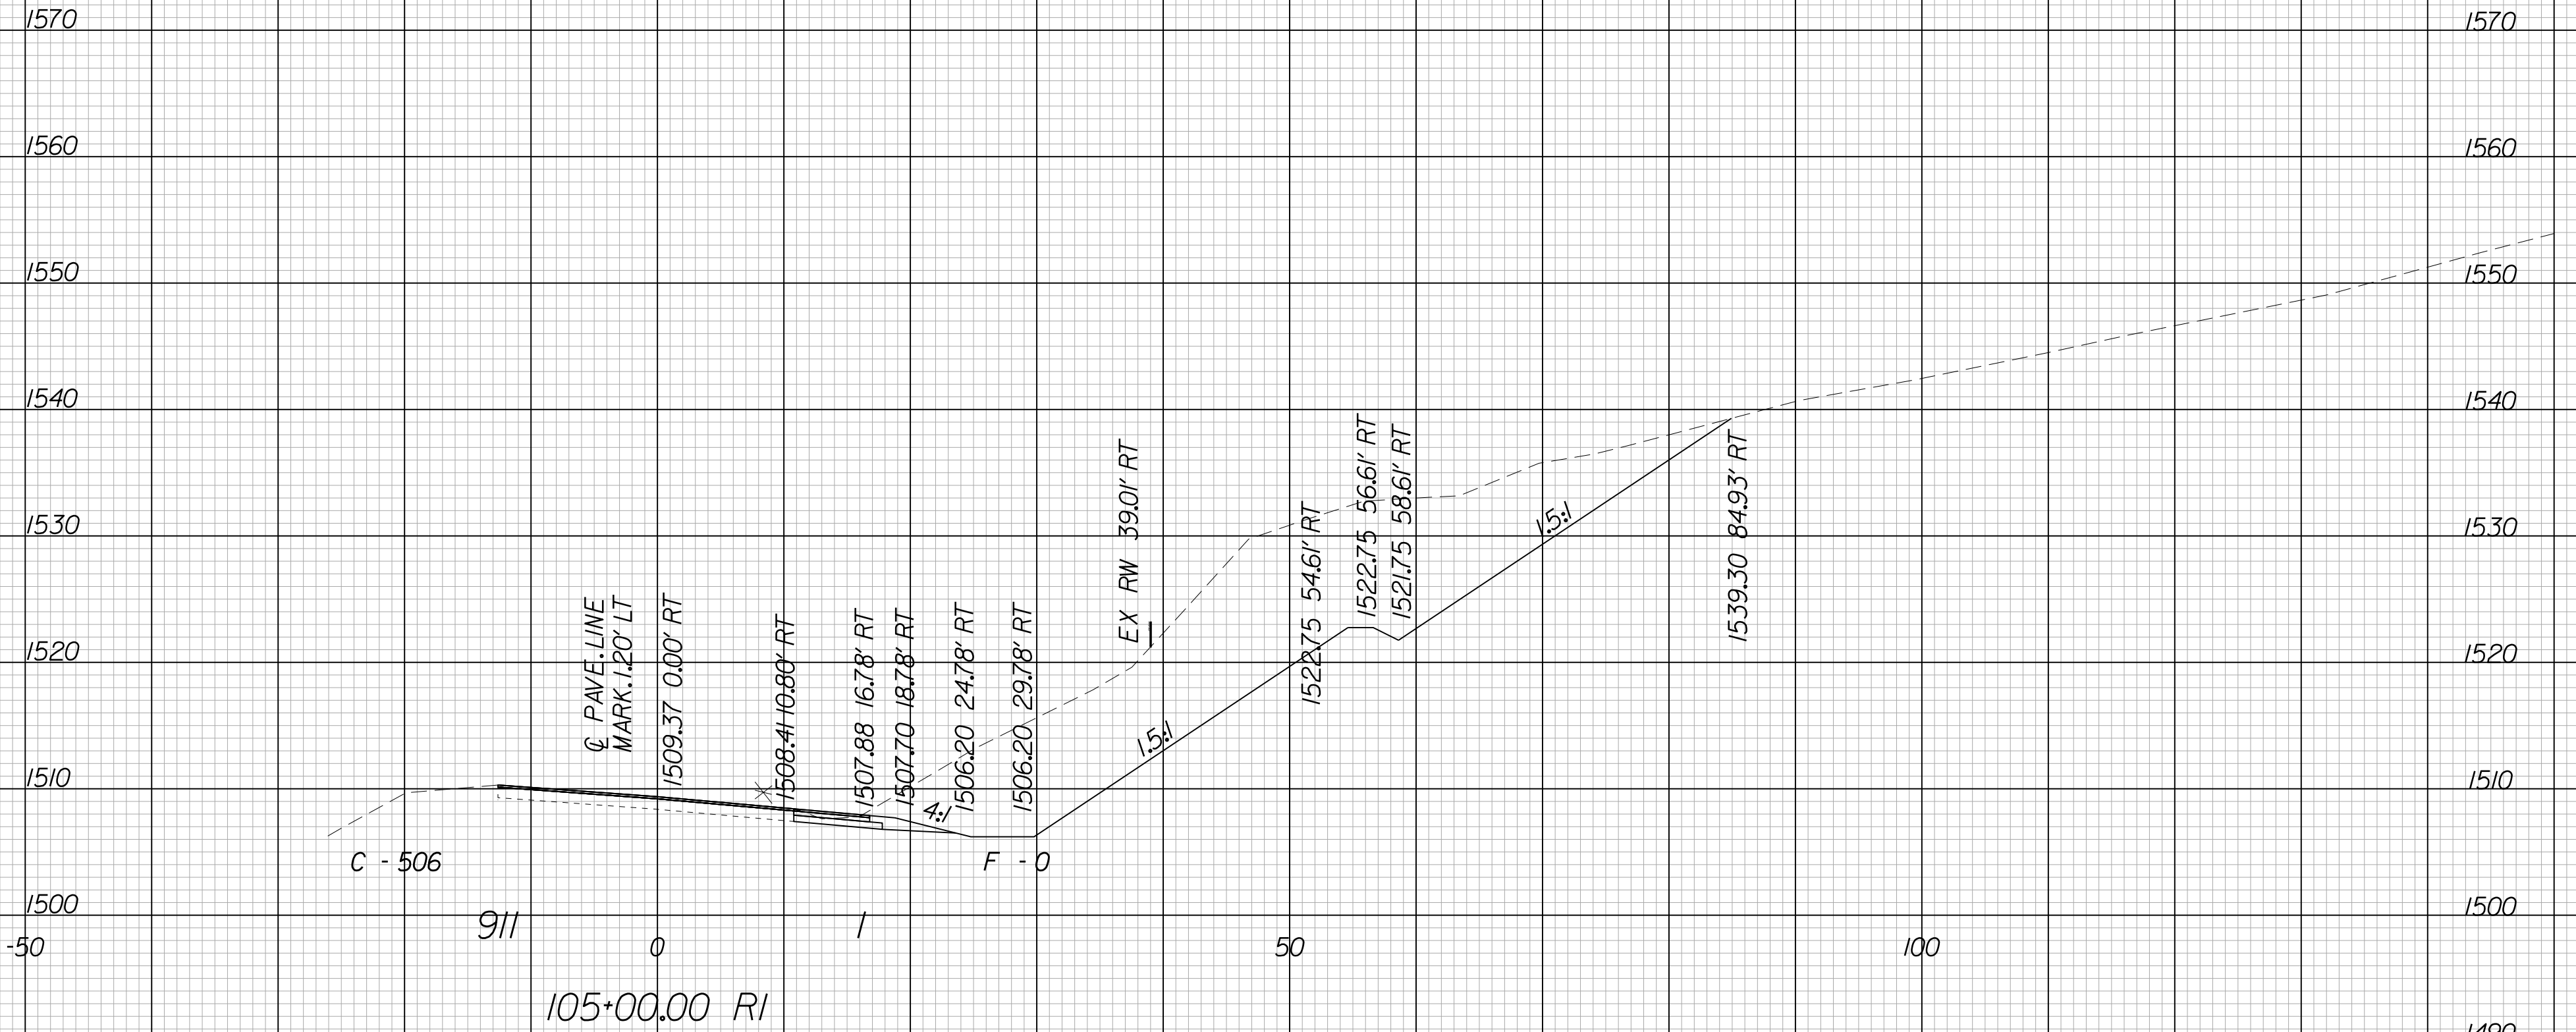 1570 1570
1560 1560
1550 1550
1540 1540
1530 1530
1520 1520
1510 1510
1500 1500
1490
℄ PAVE.LINE
MARK.1.20' LT
1509.37 0.00' RT
1508.41 10.80' RT
1507.88 16.78' RT
1507.70 18.78' RT
1506.20 24.78' RT
1506.20 29.78' RT
EX RW 39.01' RT
1522.75 54.61' RT
1522.75 56.61' RT
1521.75 58.61' RT
1539.30 84.93' RT
4:1
1.5:1
1.5:1
C - 506
F - 0
911
1
-50 0 50 100
105+00.00 R1